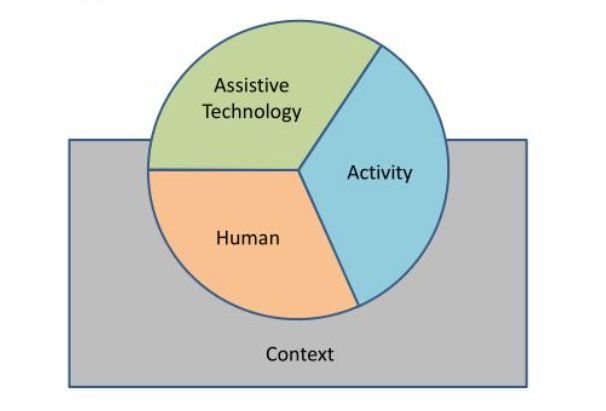 Assistive
Technology
Activity
Human
Context